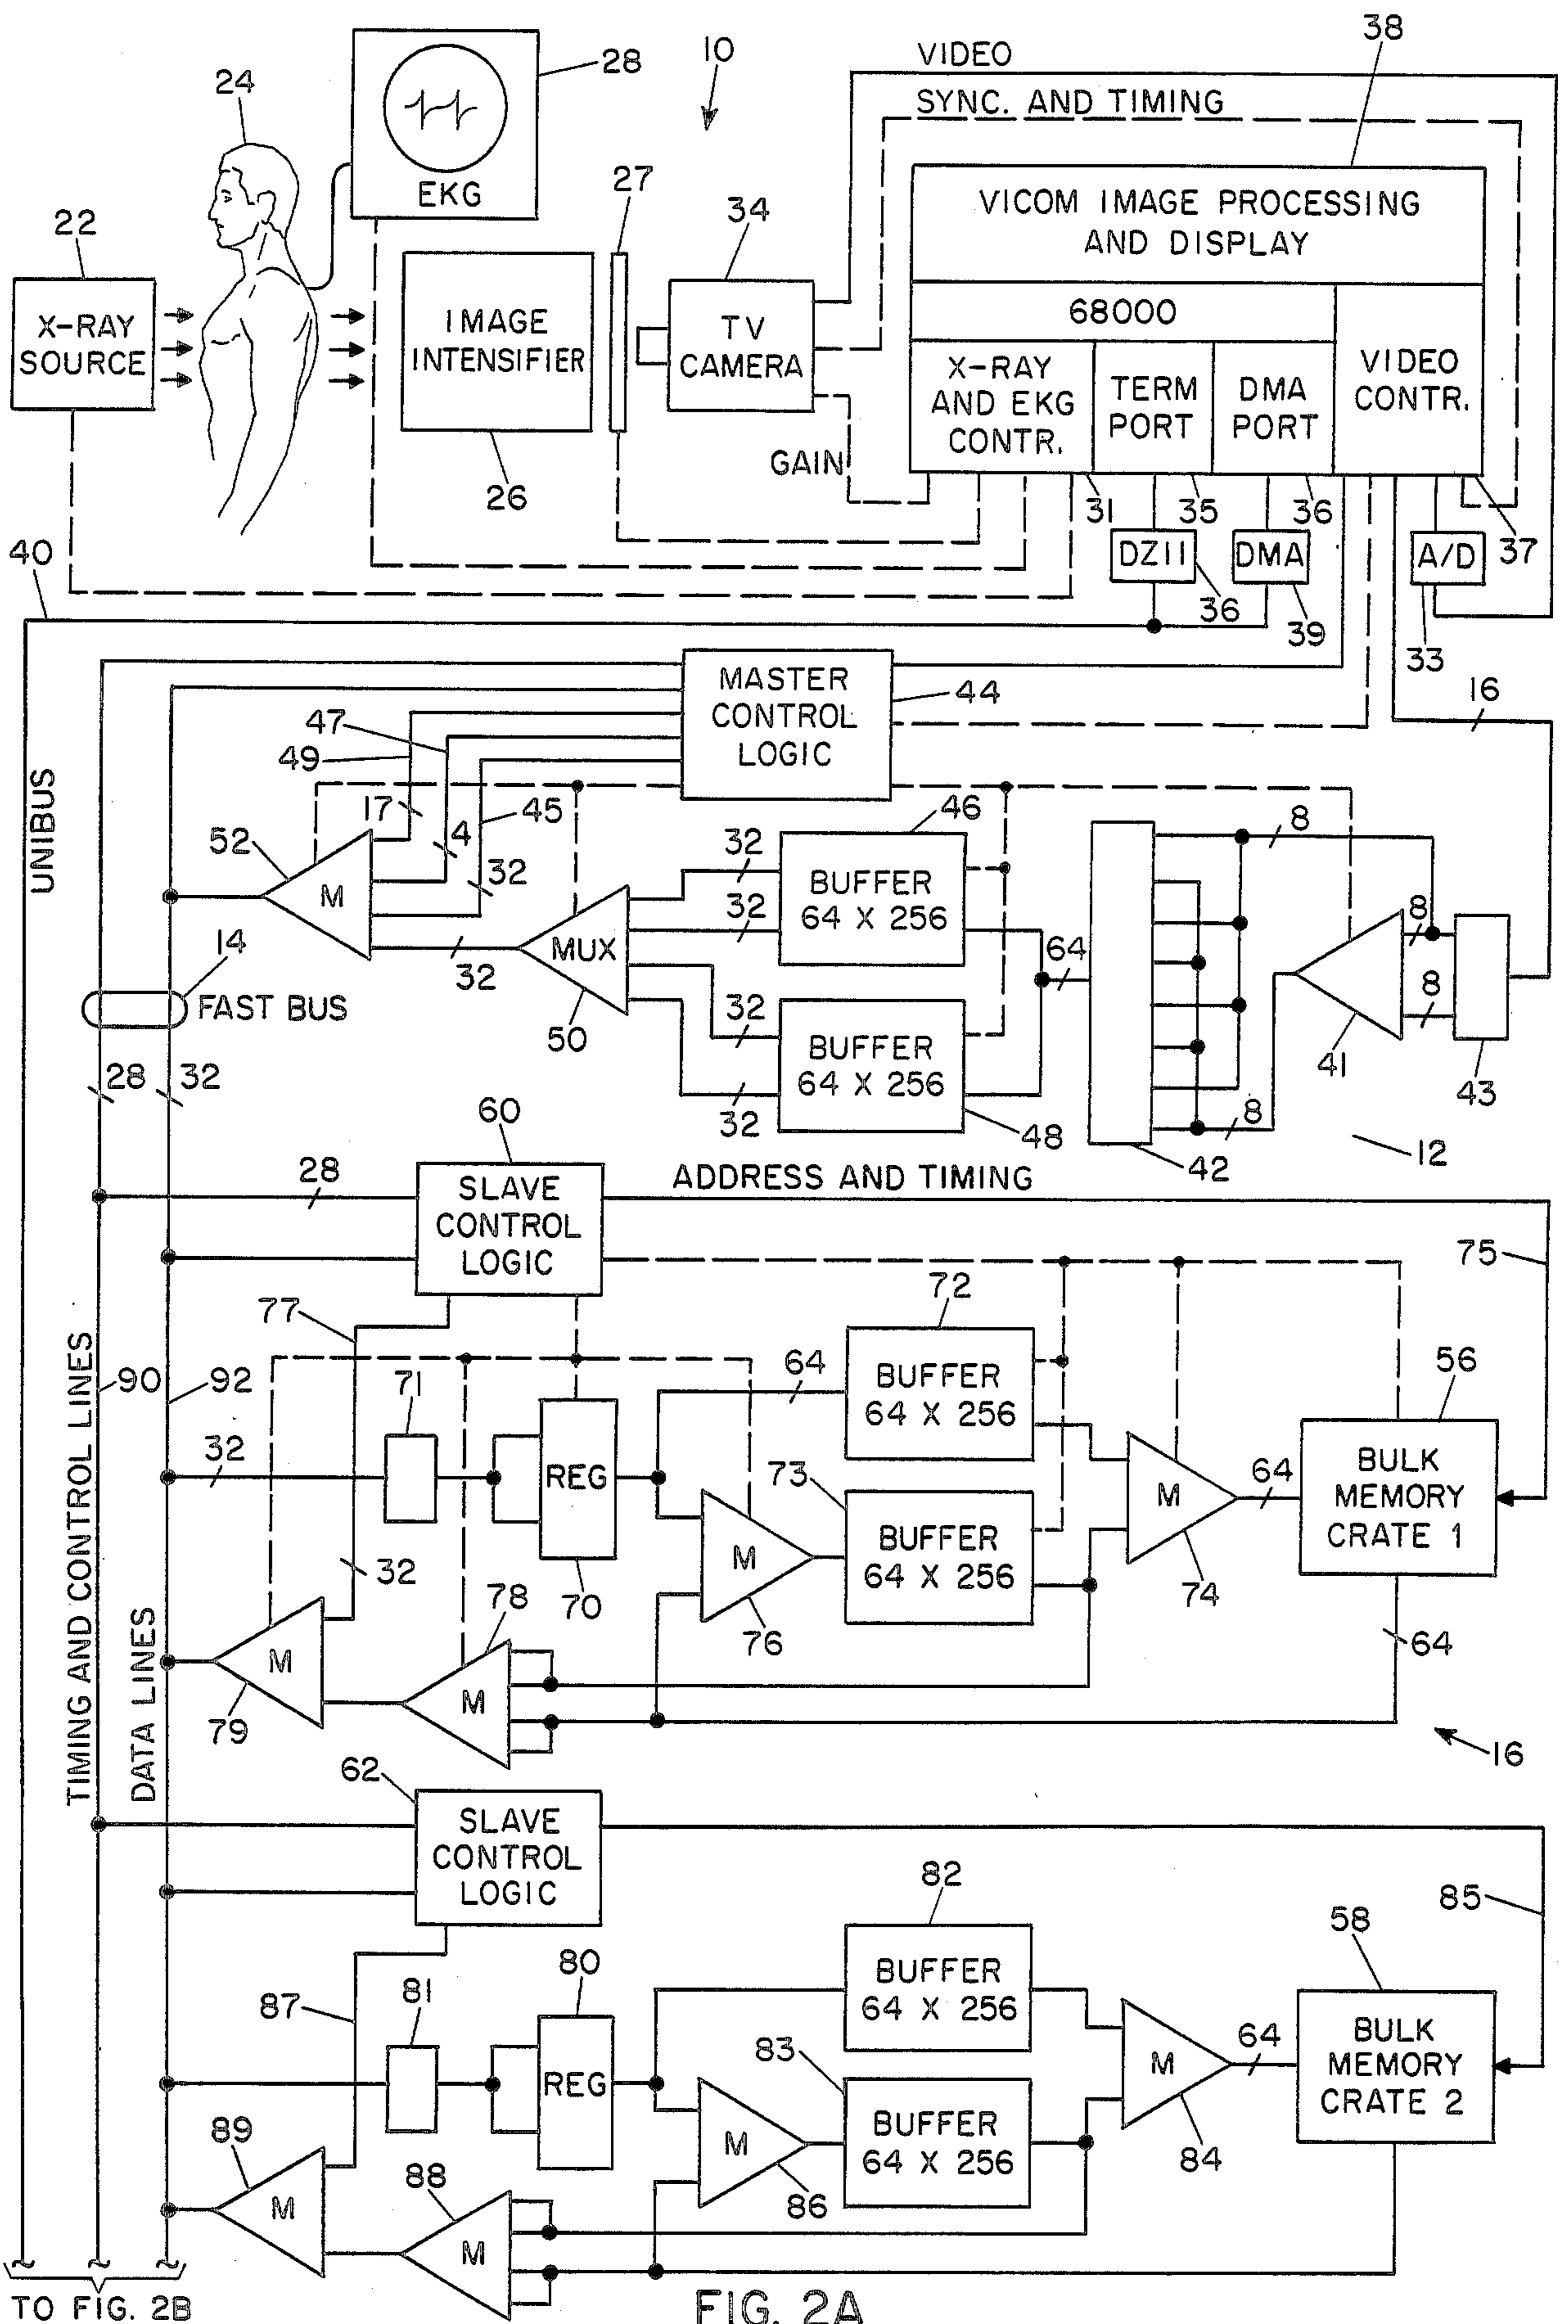 38
VIDEO
10
28
24
SYNC. AND TIMING
EKG
27
34
22
VICOM IMAGE PROCESSING
AND DISPLAY
X-RAY
SOURCE
IMAGE
INTENSIFIER
TV
CAMERA
68000
X-RAY
AND EKG
CONTR.
TERM
PORT
DMA
PORT
VIDEO
CONTR.
GAIN
26
31
35
36
37
40
DZ11
DMA
A/D
36
39
33
MASTER
CONTROL
LOGIC
44
16
47
49
UNIBUS
17
4
45
32
46
8
52
M
32
32
BUFFER
64 X 256
MUX
32
50
64
8
8
41
43
14
FAST BUS
32
BUFFER
64 X 256
32
48
42
8
12
28
32
60
28
SLAVE
CONTROL
LOGIC
ADDRESS AND TIMING
75
77
72
TIMING AND CONTROL LINES
90
92
71
64
BUFFER
64 X 256
56
32
REG
73
BUFFER
64 X 256
M
64
BULK
MEMORY
CRATE 1
M
32
70
76
74
78
64
DATA LINES
M
79
M
16
62
SLAVE
CONTROL
LOGIC
82
85
58
80
81
87
BUFFER
64 X 256
REG
83
BUFFER
64 X 256
M
64
BULK
MEMORY
CRATE 2
M
89
88
86
84
M
M
TO FIG. 2B
FIG. 2A